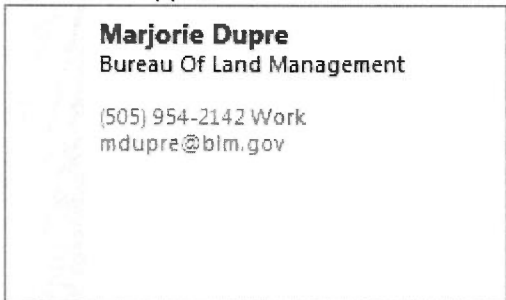 Marjorie Dupre
Bureau Of Land Management
(505) 954-2142 Work
mdupre@blm.gov